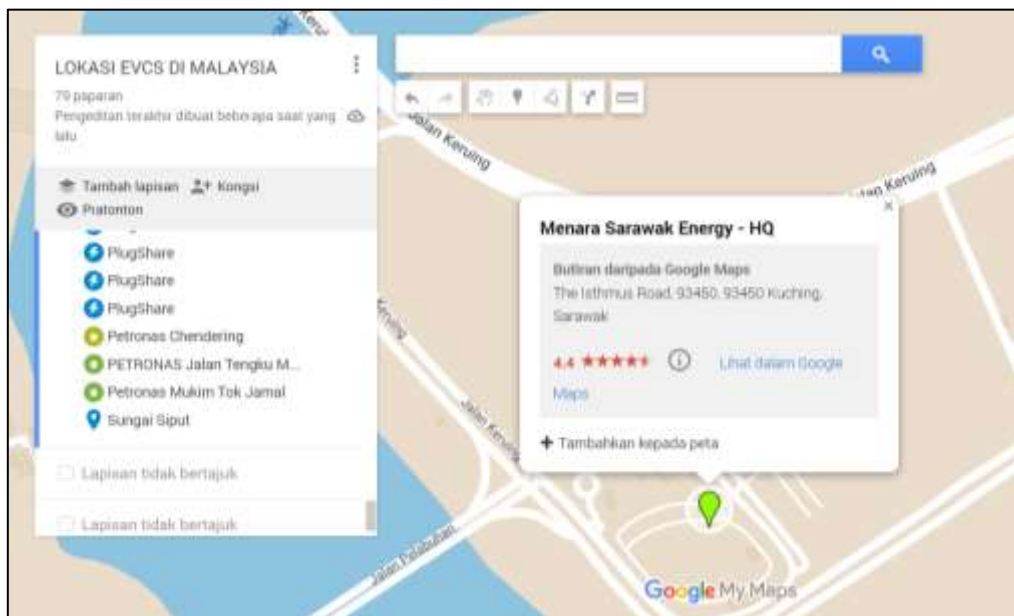 LOKASI EVCS DI MALAYSIA
79 paparan
Pengeditan terakhir dibuat beberapa saat yang
lalu
Tambah lapisan Kongsi
Pratonton
PlugShare
PlugShare
PlugShare
Petronas Chendering
PETRONAS Jalan Tengku M...
Petronas Mukim Tok Jamal
Sungai Siput
Lapisan tidak bertajuk
Lapisan tidak bertajuk
Jalan Keruing
Jalan Keruing
Menara Sarawak Energy - HQ
Butiran daripada Google Maps
The Isthmus Road, 93450, 93450 Kuching,
Sarawak
4.4 Lihat dalam Google
Maps
Tambahkan kepada peta
Keruing
Jalan Keruing
Jalan Pelabuhan
Google My Maps